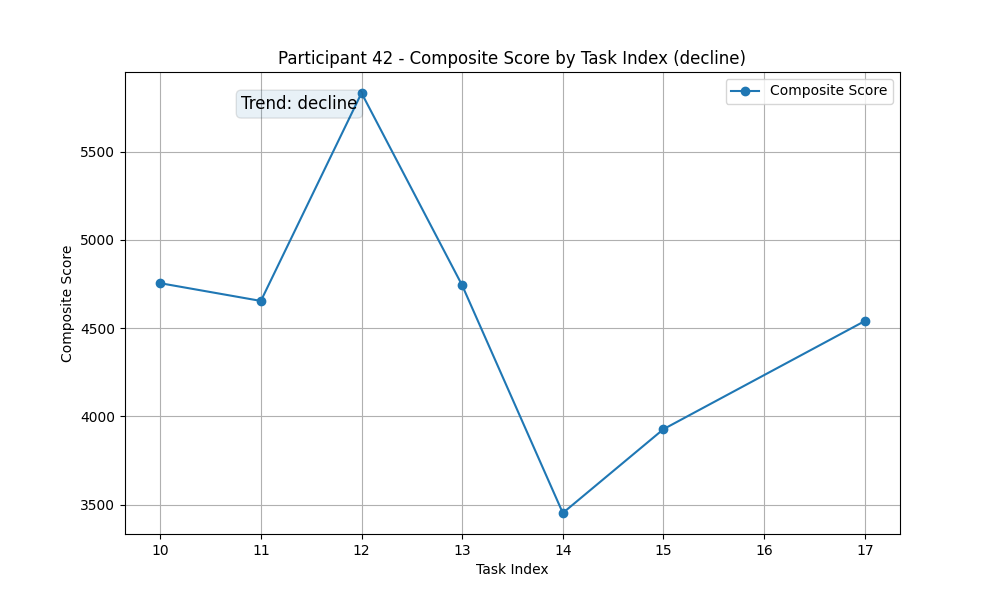 Participant 42 - Composite Score by Task Index (decline)
Trend: decline
Composite Score
5500
5000
4500
4000
3500
Composite Score
10 11 12 13 14 15 16 17
Task Index